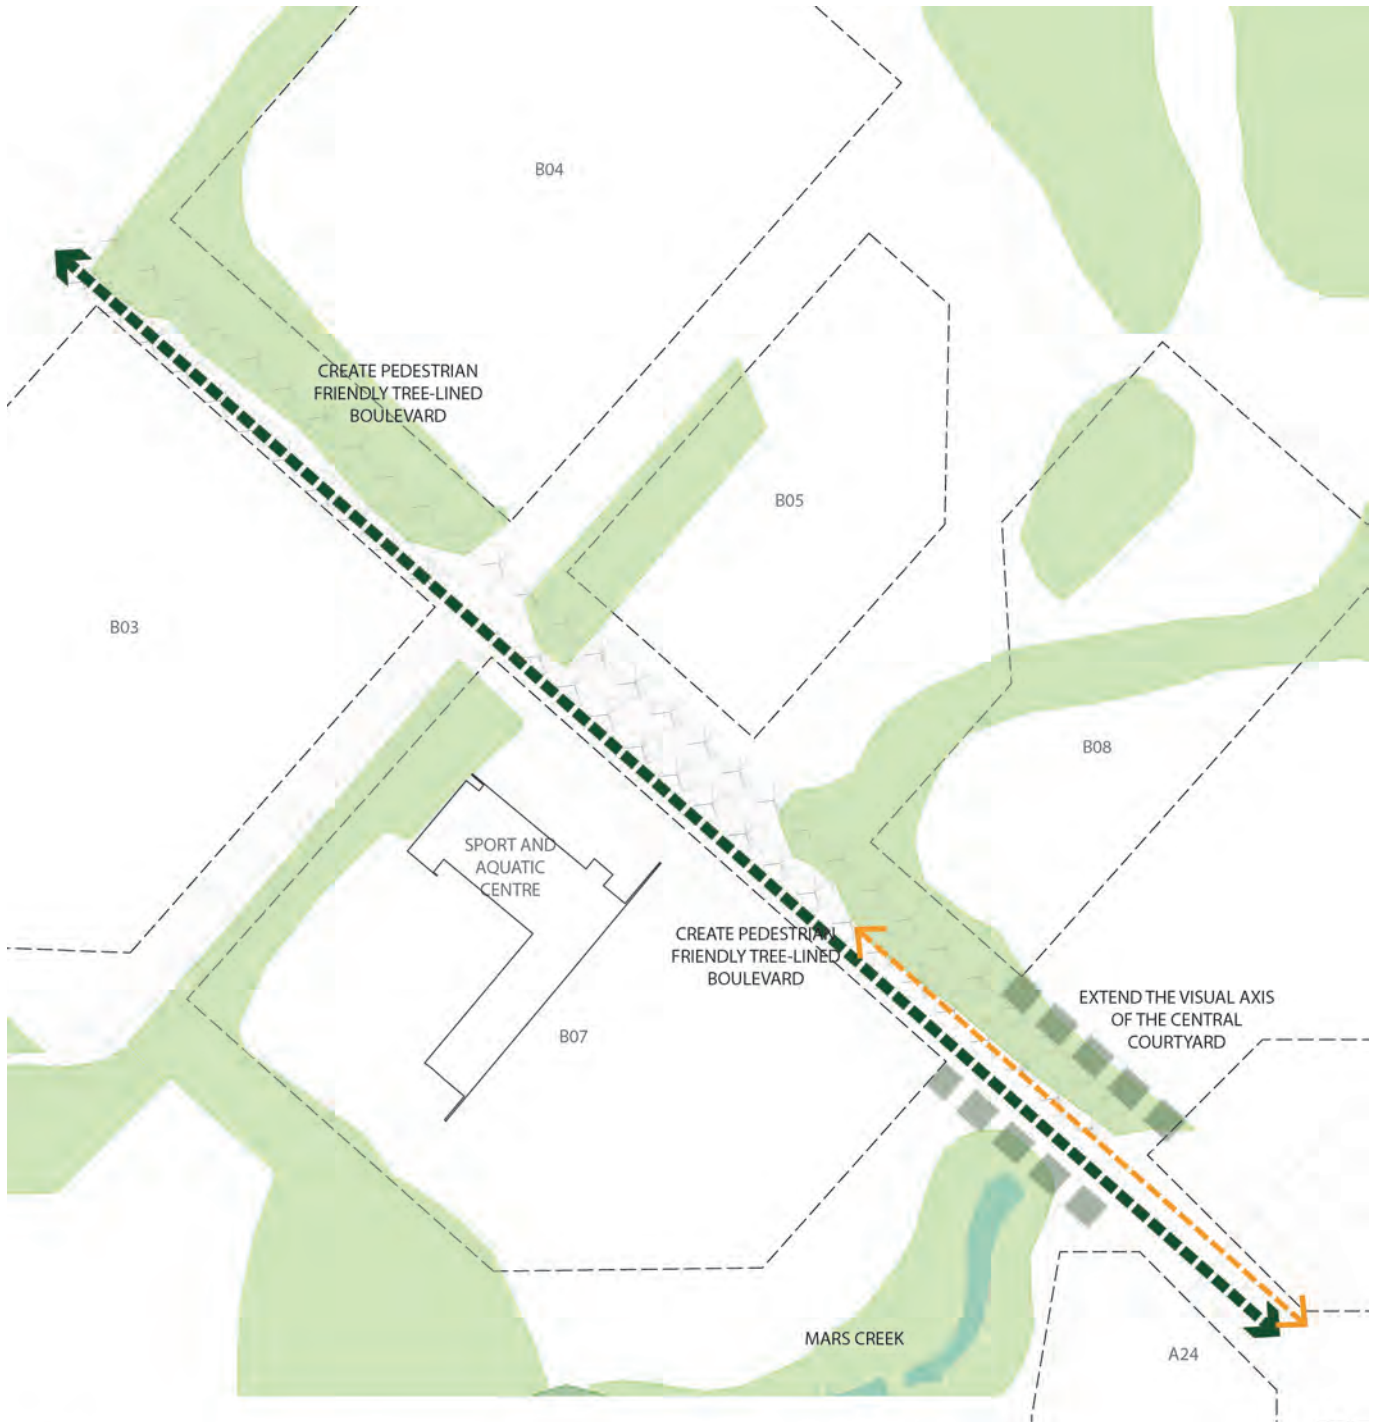 B04
CREATE PEDESTRIAN
FRIENDLY TREE-LINED
BOULEVARD
B05
B03
B08
SPORT AND
AQUATIC
CENTRE
CREATE PEDESTRIAN
FRIENDLY TREE-LINED
BOULEVARD
EXTEND THE VISUAL AXIS
OF THE CENTRAL
COURTYARD
B07
MARS CREEK
A24